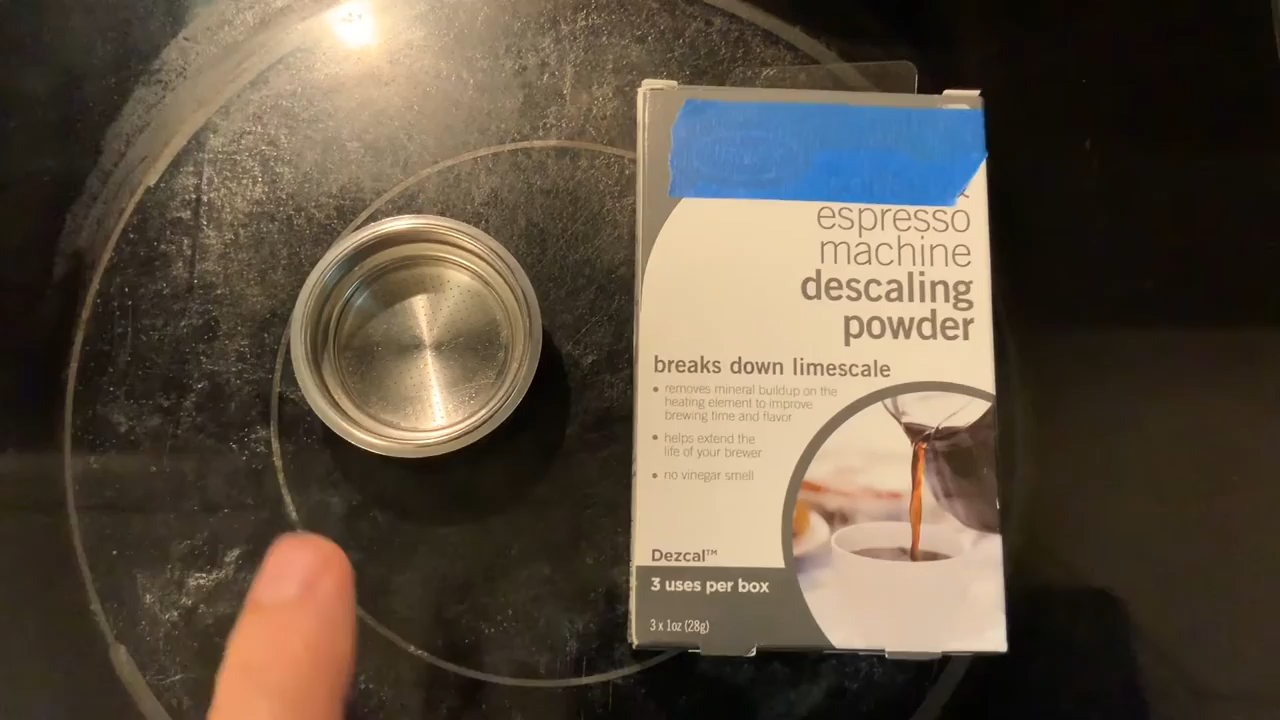 espresso
machine
descaling
powder
breaks down limescale
• removes mineral buildup on the
heating element to improve
brewing time and flavor
• helps extend the
life of your brewer
• no vinegar smell
Dezcal™
3 uses per box
3 x 1oz (28g)